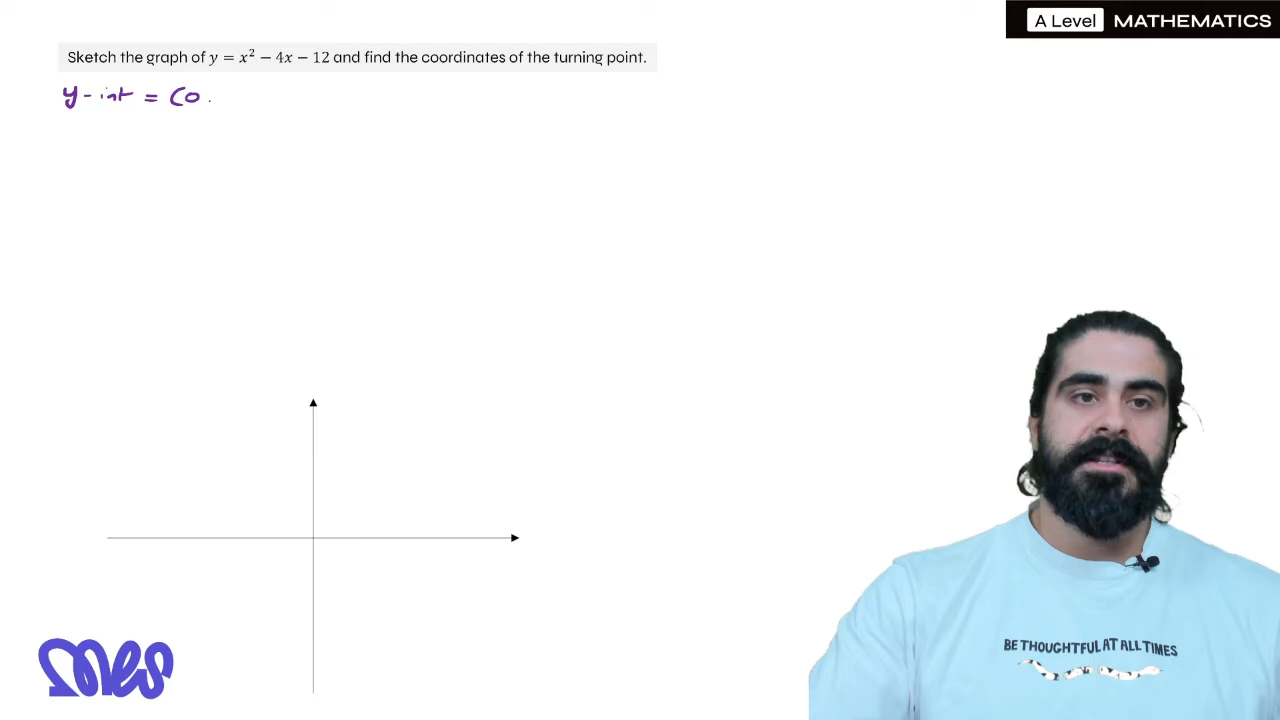 A Level MATHEMATICS
Sketch the graph of y = x² − 4x − 12 and find the coordinates of the turning point.
y-int = (0,
BE THOUGHTFUL AT ALL TIMES